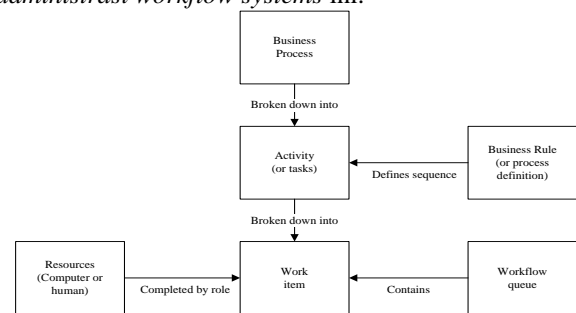 administrasi workflow systems
Business
Process
Broken down into
Activity
(or tasks)
Business Rule
(or process
definition)
Defines sequence
Broken down into
Resources
(Computer or
human)
Completed by role
Work
item
Contains
Workflow
queue